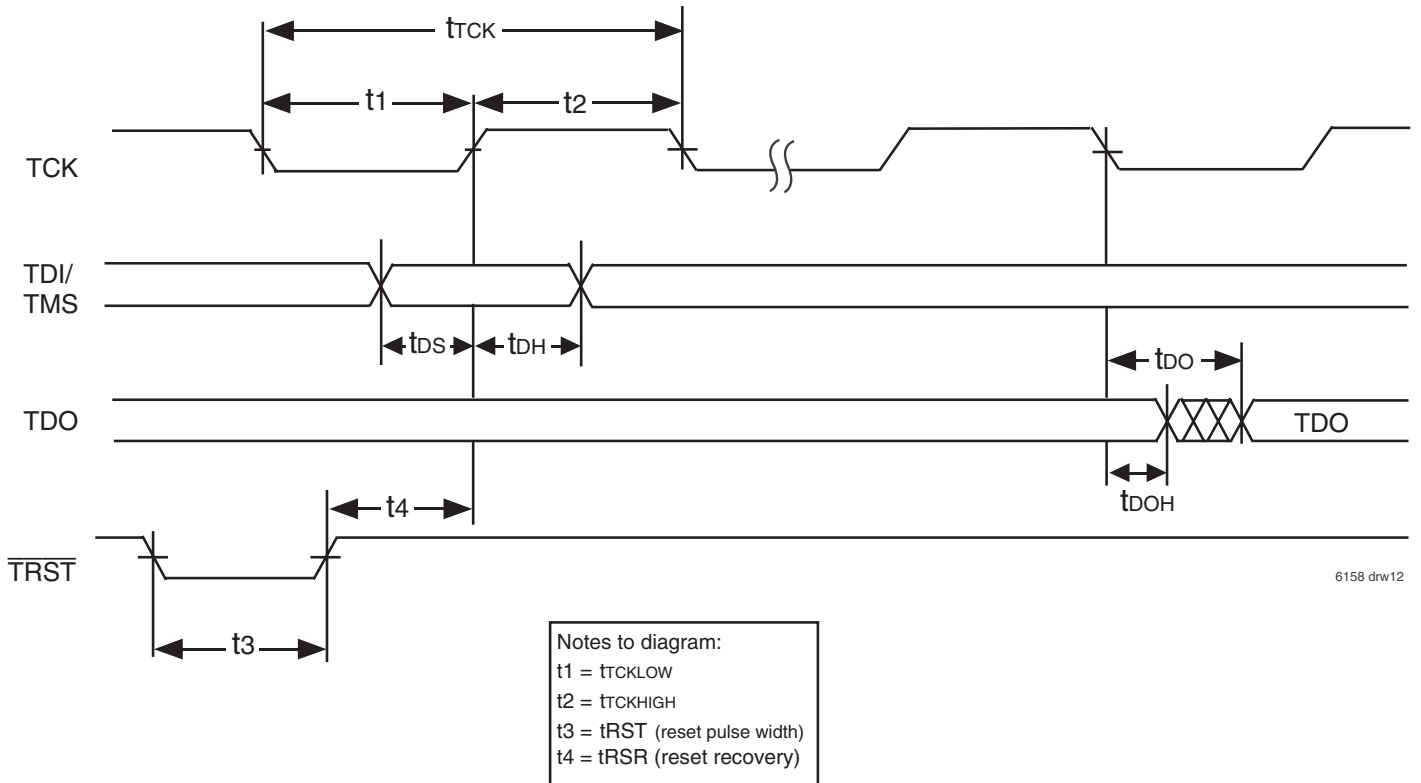 tTCK
t1
t2
TCK
TDI/
TMS
tDS
tDH
tDO
TDO
TDO
tDOH
t4
TRST
6158 drw12
t3
Notes to diagram:
t1 = tTCKLOW
t2 = tTCKHIGH
t3 = tRST (reset pulse width)
t4 = tRSR (reset recovery)